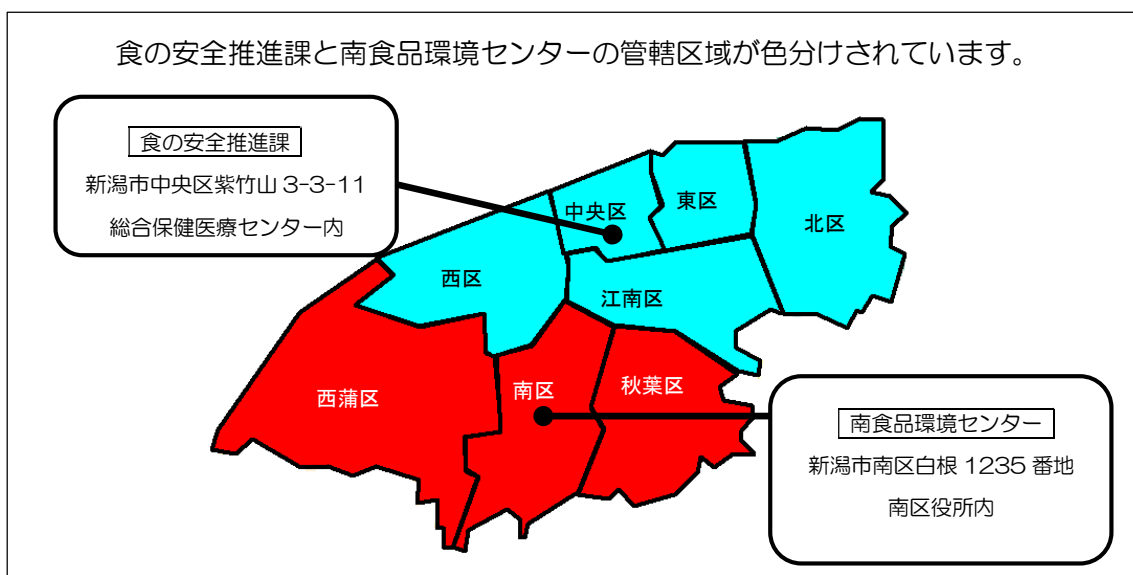 食の安全推進課と南食品環境センターの管轄区域が色分けされています。
食の安全推進課
新潟市中央区紫竹山 3-3-11
総合保健医療センター内
中央区
東区
北区
西区
江南区
西蒲区
南区
秋葉区
南食品環境センター
新潟市南区白根 1235 番地
南区役所内